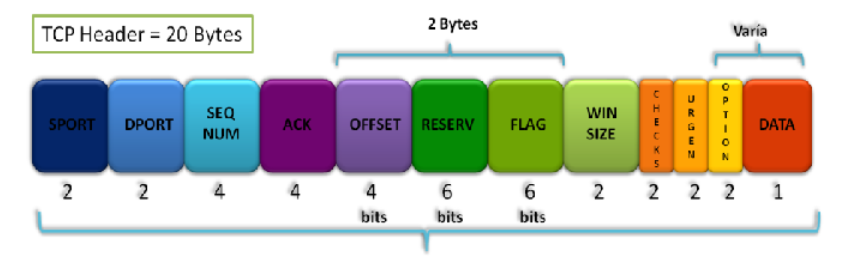 TCP Header = 20 Bytes
2 Bytes
Varía
SPORT
DPORT
SEQ
NUM
ACK
OFFSET
RESERV
FLAG
WIN
SIZE
CHECKS
URGEN
OPTION
DATA
2 2 4 4 4 6 6 2 2 2 2 1
bits bits bits